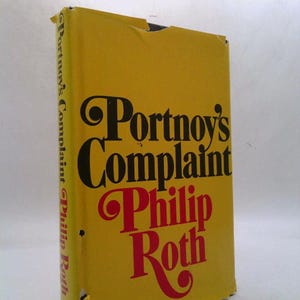 Portnoy's Complaint Philip Roth
Portnoy's
Complaint
Philip
Roth